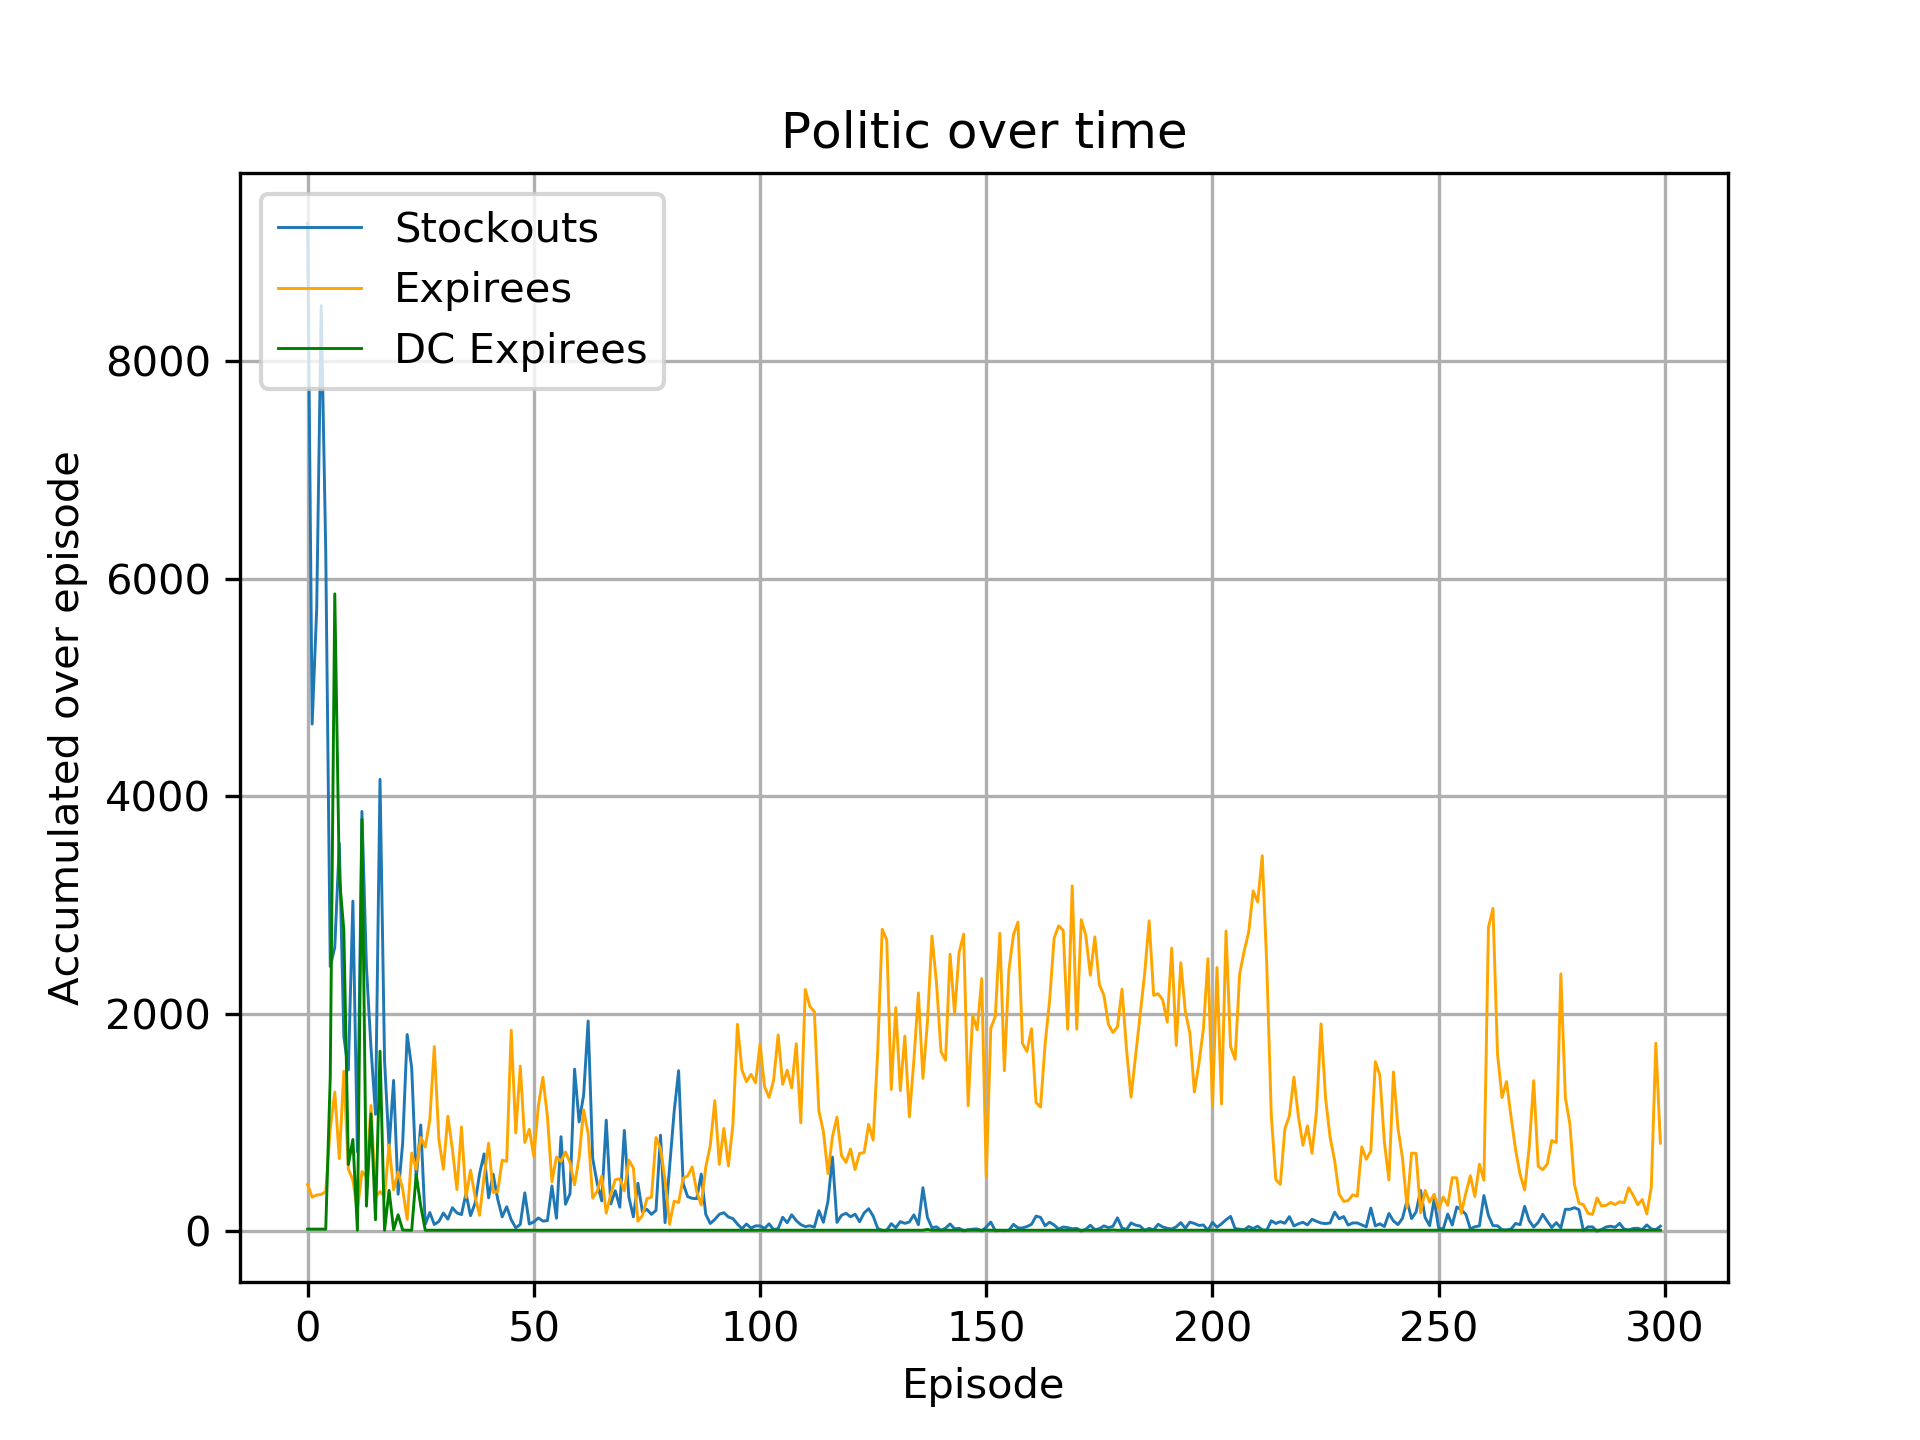 Politic over time
Stockouts
Expirees
DC Expirees
Accumulated over episode
8000
6000
4000
2000
0
0 50 100 150 200 250 300
Episode